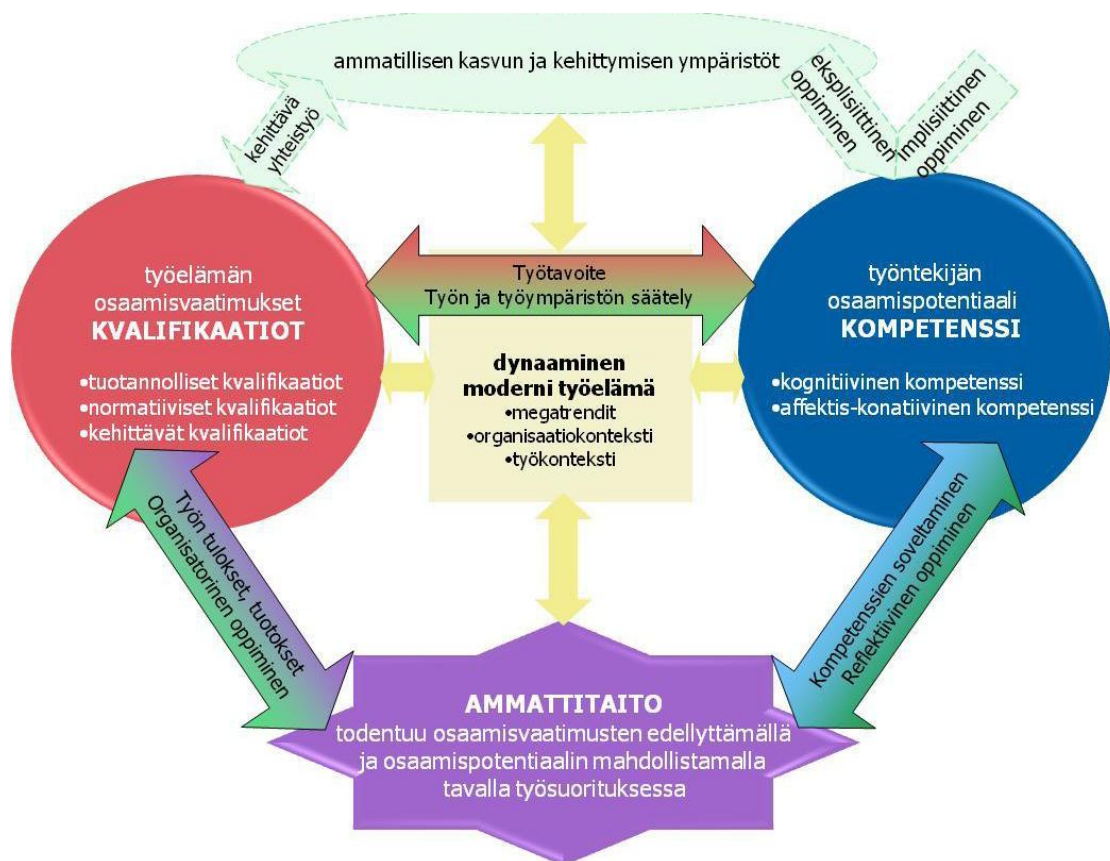 ammatillisen kasvun ja kehittymisen ympäristöt
kehittävä
yhteistyö
eksplisiittinen
oppiminen
implisiittinen
oppiminen
työelämän
osaamisvaatimukset
KVALIFIKAATIOT
•tuotannolliset kvalifikaatiot
•normatiiviset kvalifikaatiot
•kehittävät kvalifikaatiot
Työtavoite
Työn ja työympäristön säätely
dynaaminen
moderni työelämä
•megatrendit
•organisaatiokonteksti
•työkonteksti
työntekijän
osaamispotentiaali
KOMPETENSSI
•kognitiivinen kompetenssi
•affektis-konatiivinen kompetenssi
Työn tulokset, tuotokset
Organisatorinen oppiminen
Kompetenssien soveltaminen
Reflektiivinen oppiminen
AMMATTITAITO
todentuu osaamisvaatimusten edellyttämällä
ja osaamispotentiaalin mahdollistamalla
tavalla työsuorituksessa